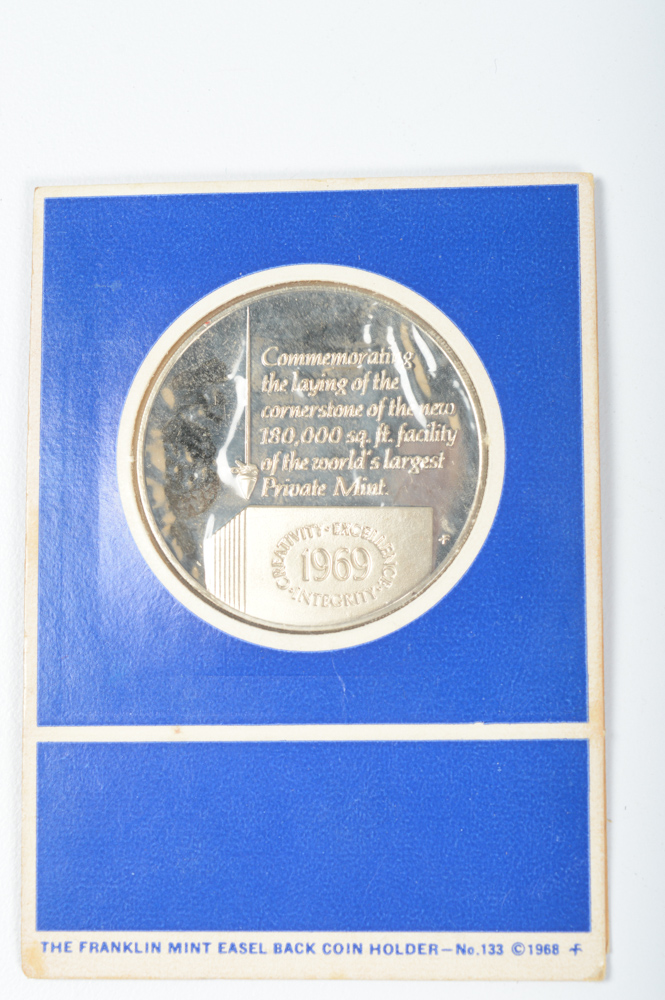 Commemorating
the laying of the
cornerstone of the new
180,000 sq. ft. facility
of the world's largest
Private Mint.
CREATIVITY · EXCELLENCE · INTEGRITY ·
1969
THE FRANKLIN MINT EASEL BACK COIN HOLDER—No.133 ©1968